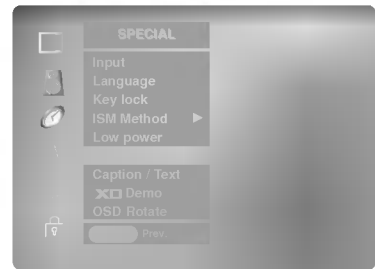 SPECIAL
Input
Language
Key lock
ISM Method ▶
Low power
Caption / Text
XD Demo
OSD Rotate
Prev.